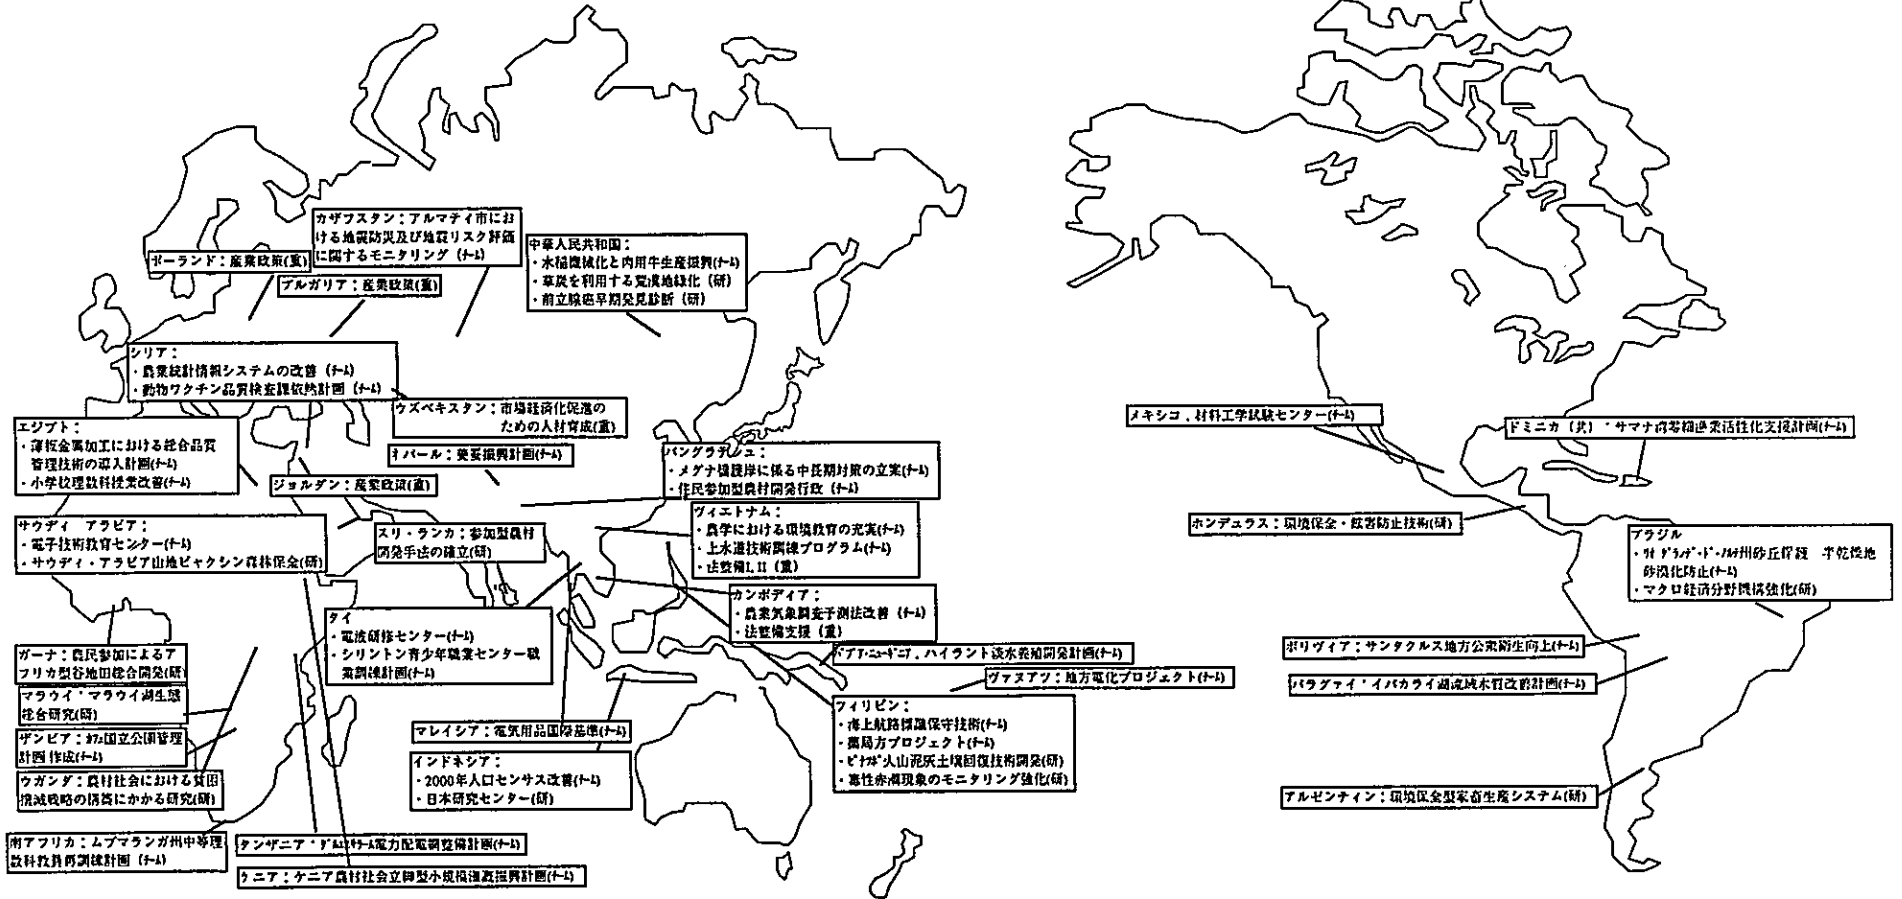 カザフスタン：アルマティ市にお
ける地震防災及び地震リスク評価
に関するモニタリング（ﾁｰﾑ）
ポーランド：産業政策(重)
ブルガリア：産業政策(重)
中華人民共和国：
・水稲機械化と肉用牛生産振興(ﾁｰﾑ)
・草炭を利用する荒漠地緑化（研）
・前立腺癌早期発見診断（研）
シリア：
・農業統計情報システムの改善（ﾁｰﾑ）
・動物ワクチン品質検査課 計画（ﾁｰﾑ）
ウズベキスタン：市場経済化促進の
ための人材育成(重)
エジプト：
・薄板金属加工における総合品質
管理技術の導入計画(ﾁｰﾑ)
・小学校理数科授業改善(ﾁｰﾑ)
ネパール：養蚕振興計画(ﾁｰﾑ)
ジョルダン：産業政策(重)
バングラデシュ：
・メグナ橋護岸に係る中長期対策の立案(ﾁｰﾑ)
・住民参加型農村開発行政（ﾁｰﾑ）
サウディ アラビア：
・電子技術教育センター(ﾁｰﾑ)
・サウディ・アラビア山地ビャクシン森林保全(研)
スリ・ランカ：参加型農村
開発手法の確立(研)
ヴィエトナム：
・農学における環境教育の充実(ﾁｰﾑ)
・上水道技術訓練プログラム(ﾁｰﾑ)
・法整備I,II（重）
カンボディア：
・農業気象調査予測法改善（ﾁｰﾑ）
・法整備支援（重）
タイ
・電波研修センター(ﾁｰﾑ)
・シリントン青少年職業センター職
業訓練計画(ﾁｰﾑ)
ガーナ：農民参加によるア
フリカ型谷地田総合開発(研)
マラウイ・マラウイ湖生態
総合研究(研)
ザンビア：ｶﾌｴ国立公園管理
計画作成(ﾁｰﾑ)
ウガンダ：農村社会における貧困
撲滅戦略の構築にかかる研究(研)
南アフリカ：ムプマランガ州中等理
数科教員再訓練計画（ﾁｰﾑ）
タンザニア・ﾀﾞﾙｴｽｻﾗｰﾑ電力配電網整備計画(ﾁｰﾑ)
ケニア：ケニア農村社会立脚型小規模灌漑振興計画(ﾁｰﾑ)
マレイシア：電気用品国際基準(ﾁｰﾑ)
インドネシア：
・2000年人口センサス改善(ﾁｰﾑ)
・日本研究センター(研)
ﾊﾟﾌﾟｱ･ﾆｭｰｷﾞﾆｱ．ハイラント淡水養殖開発計画(ﾁｰﾑ)
ヴァヌアツ：地方電化プロジェクト(ﾁｰﾑ)
フィリピン：
・海上航路標識保守技術(ﾁｰﾑ)
・薬局方プロジェクト(ﾁｰﾑ)
・ﾋﾟﾅﾂﾎﾞ火山泥灰土壌回復技術開発(研)
・毒性赤潮現象のモニタリング強化(研)
メキシコ．材料工学試験センター(ﾁｰﾑ)
ドミニカ（共）・サマナ 漁業活性化支援計画(ﾁｰﾑ)
ホンデュラス：環境保全・鉱害防止技術(研)
ブラジル
・ﾘｵ ｸﾞﾗﾝﾃﾞ･ﾄﾞ･ﾉﾙﾃ州砂丘保護 半乾燥地
砂漠化防止(ﾁｰﾑ)
・マクロ経済分野機構強化(研)
ボリヴィア：サンタクルス地方公衆衛生向上(ﾁｰﾑ)
パラグァイ・イパカライ湖流域水質改善計画(ﾁｰﾑ)
アルゼンティン：環境保全型家畜生産システム(研)